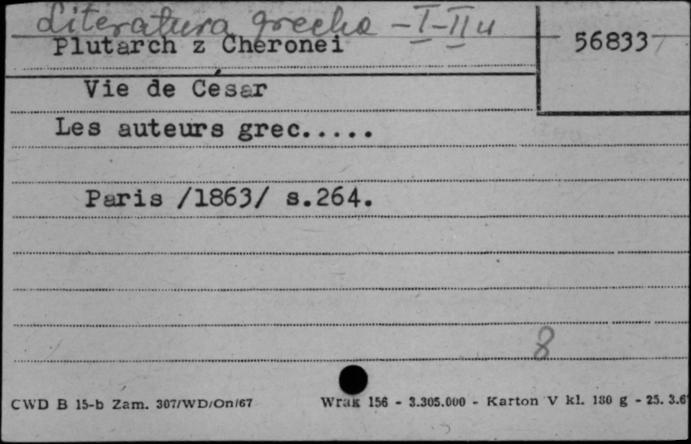 Literatura grecka - I-II u
Plutarch z Cheronei
56833
Vie de César
Les auteurs grec.....
Paris /1863/ s.264.
8
CWD B 15-b Zam. 307/WD/On/67
Wrak 156 - 3.305.000 - Karton V kl. 180 g - 25. 3.6